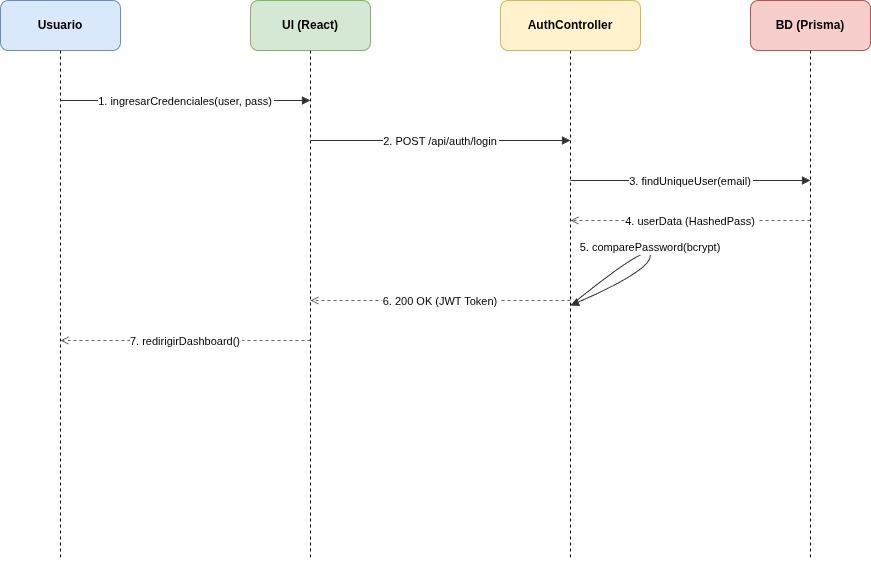 Usuario
UI (React)
AuthController
BD (Prisma)
1. ingresarCredenciales(user, pass)
2. POST /api/auth/login
3. findUniqueUser(email)
4. userData (HashedPass)
5. comparePassword(bcrypt)
6. 200 OK (JWT Token)
7. redirigirDashboard()